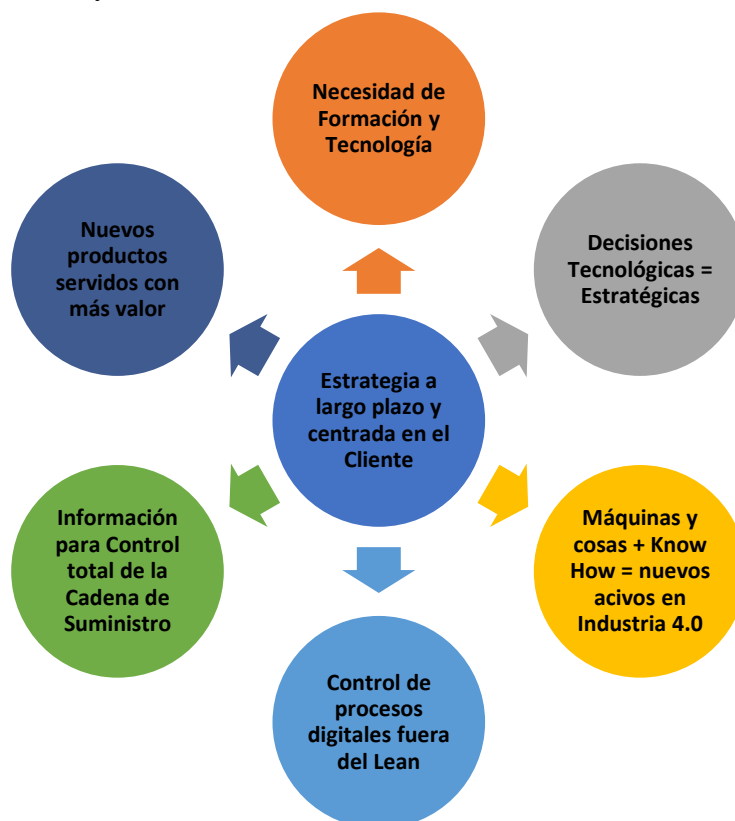 Necesidad de
Formación y
Tecnología
Nuevos
productos
servidos con
más valor
Decisiones
Tecnológicas =
Estratégicas
Estrategia a
largo plazo y
centrada en el
Cliente
Información
para Control
total de la
Cadena de
Suministro
Máquinas y
cosas + Know
How = nuevos
acivos en
Industria 4.0
Control de
procesos
digitales fuera
del Lean